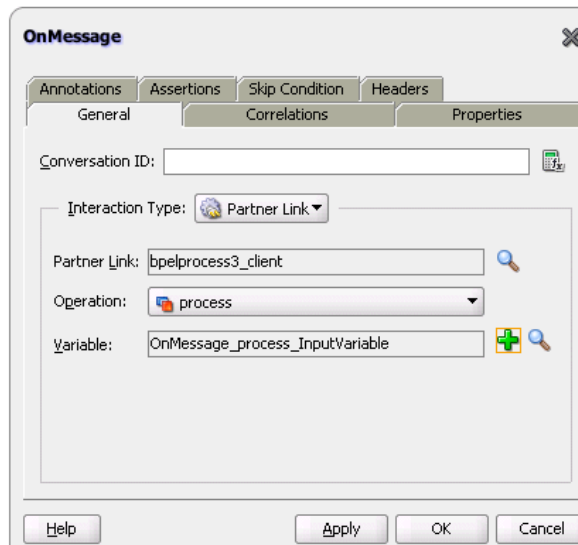 OnMessage
Annotations Assertions Skip Condition Headers
General Correlations Properties
Conversation ID:
Interaction Type: Partner Link
Partner Link: bpelprocess3_client
Operation: process
Variable: OnMessage_process_InputVariable
Help Apply OK Cancel